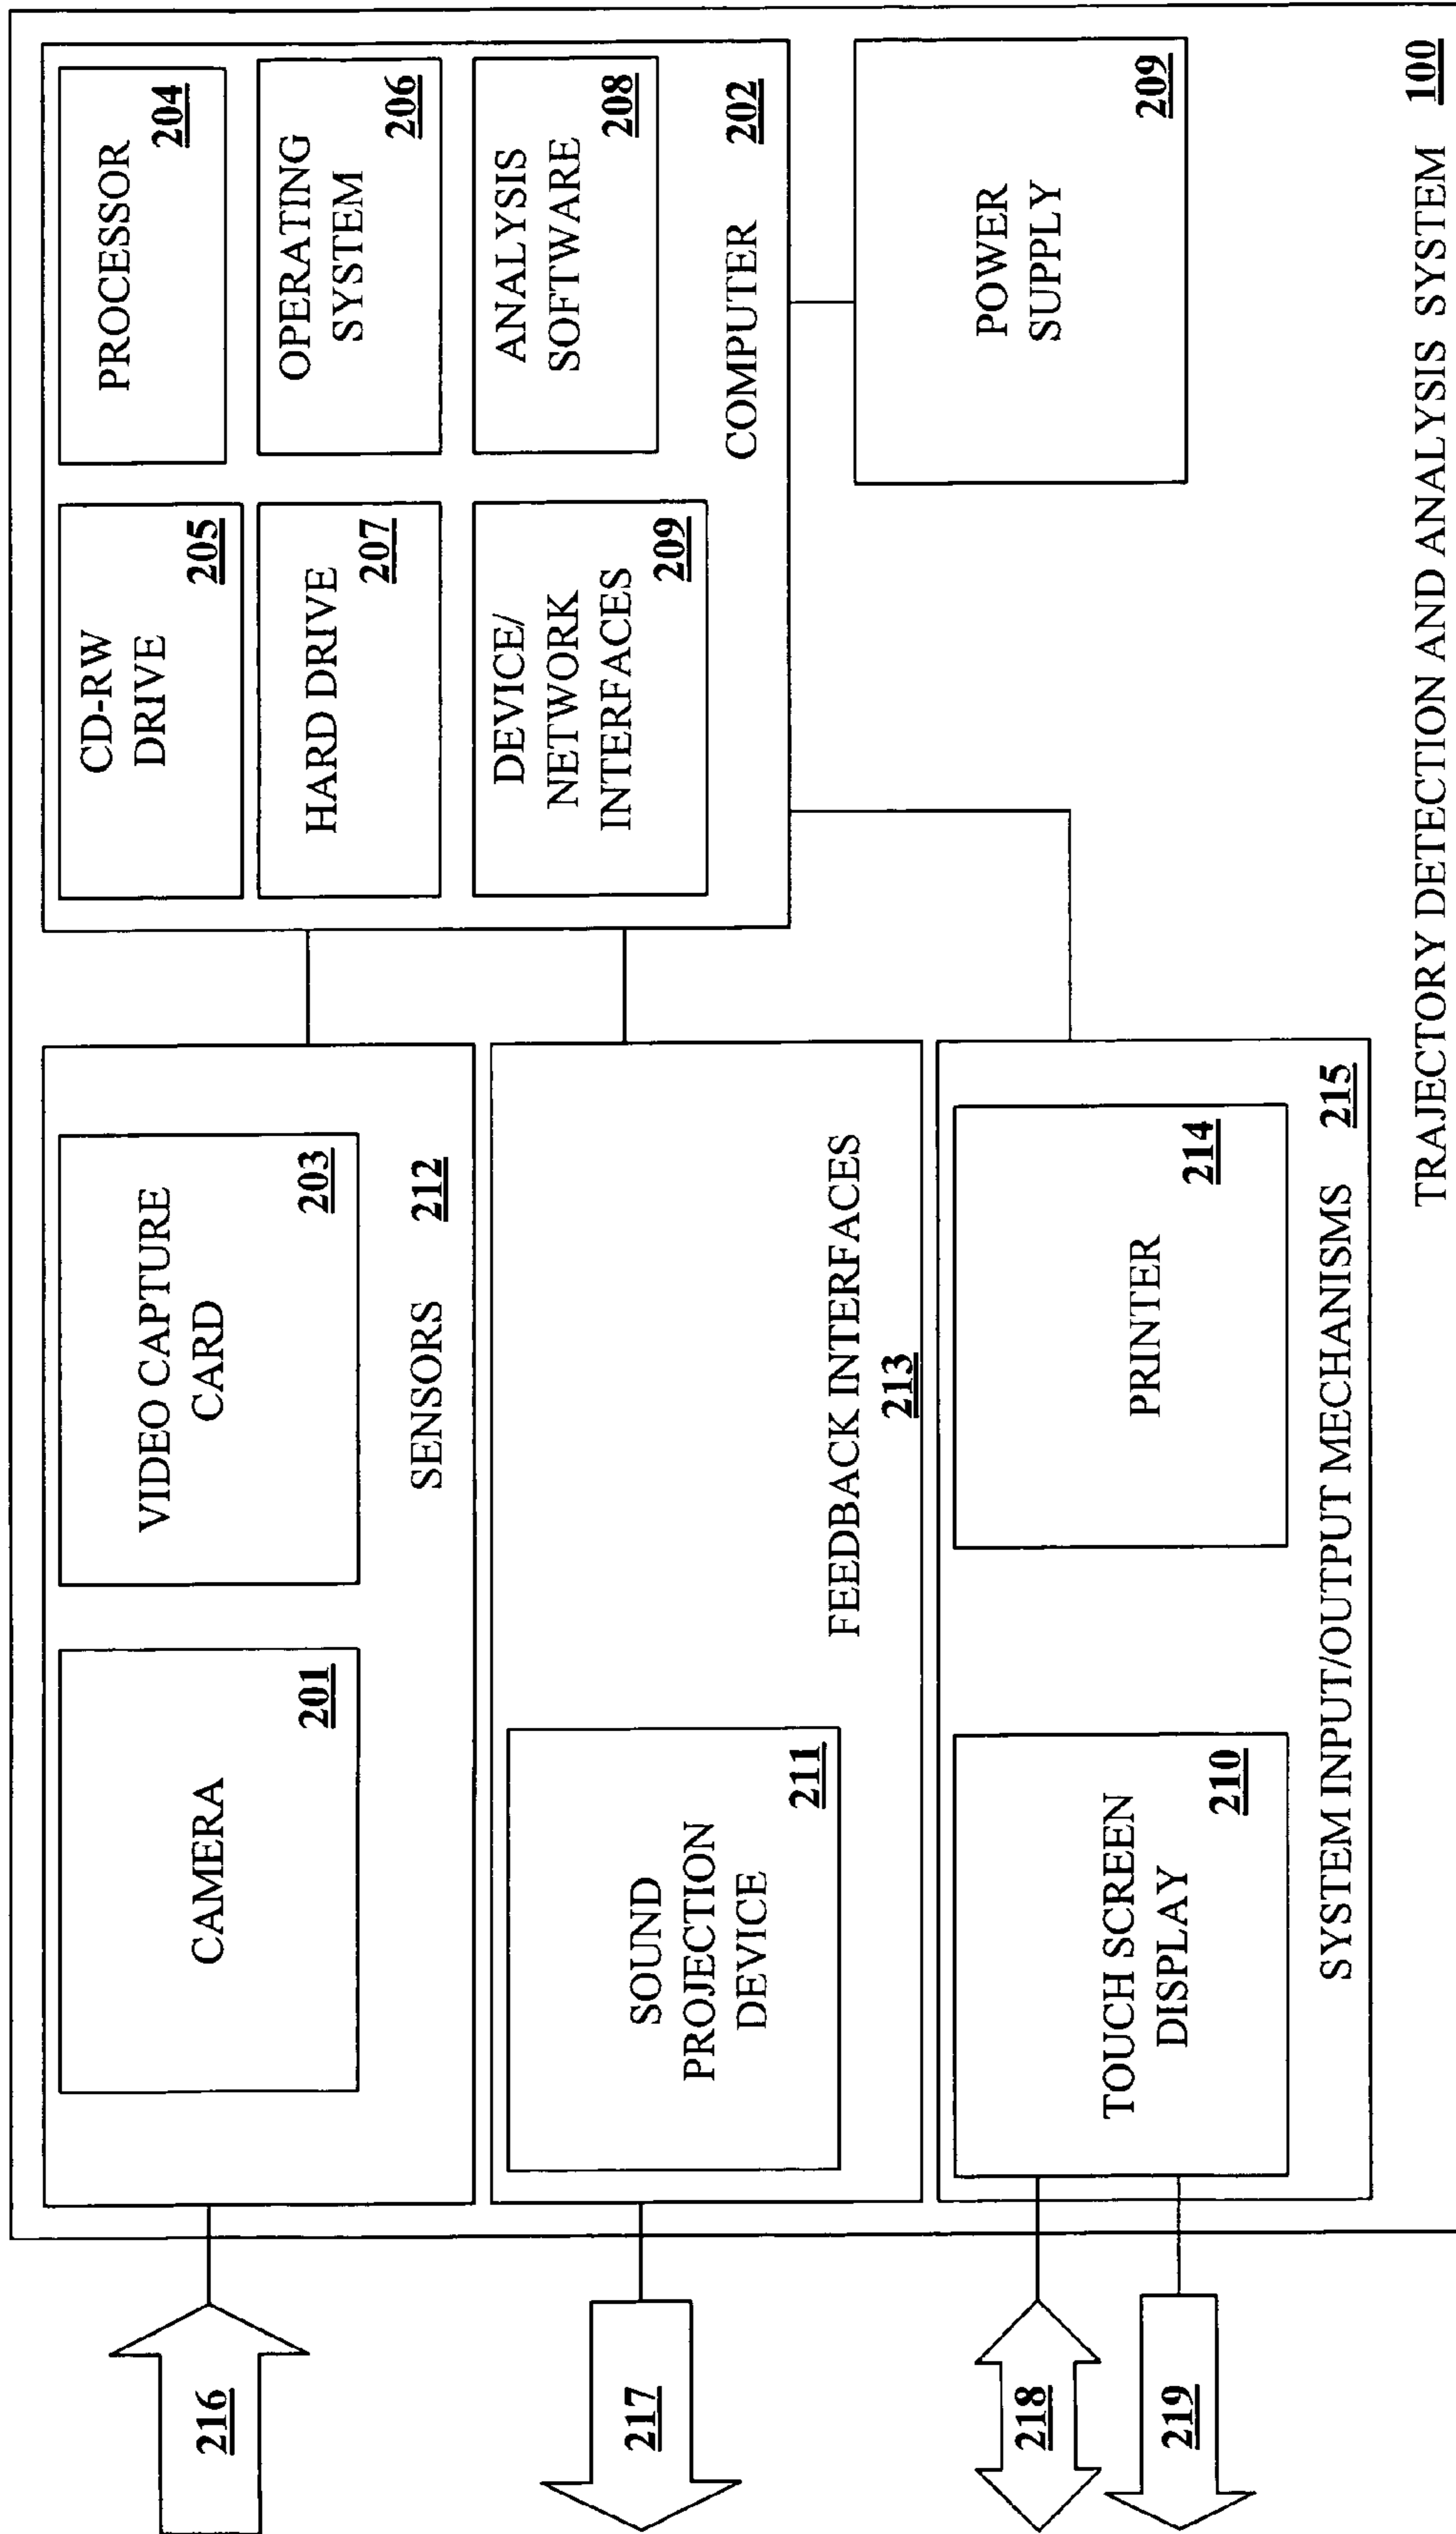 216
CAMERA
201
VIDEO CAPTURE
CARD
203
SENSORS 212
217
SOUND
PROJECTION
DEVICE
211
FEEDBACK INTERFACES
213
218
219
TOUCH SCREEN
DISPLAY
210
PRINTER
214
SYSTEM INPUT/OUTPUT MECHANISMS 215
CD-RW
DRIVE
205
PROCESSOR
204
HARD DRIVE
207
OPERATING
SYSTEM
206
DEVICE/
NETWORK
INTERFACES
209
ANALYSIS
SOFTWARE
208
COMPUTER 202
POWER
SUPPLY
209
TRAJECTORY DETECTION AND ANALYSIS SYSTEM 100